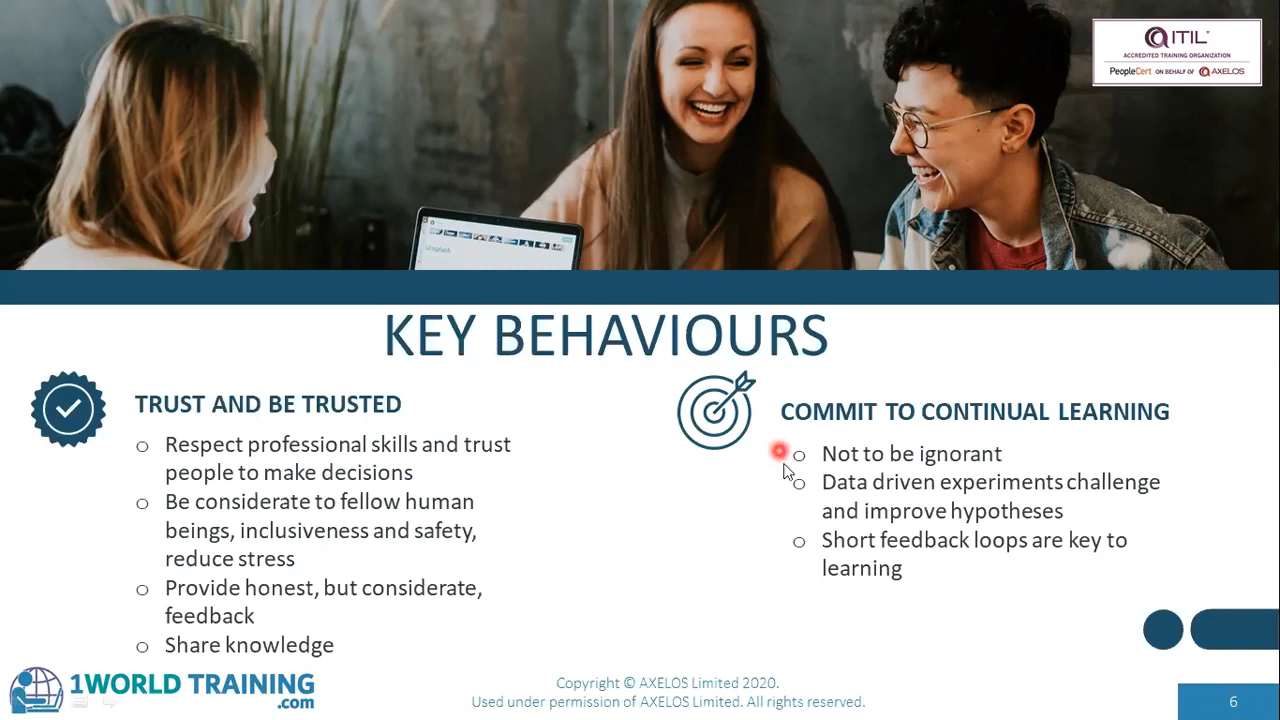 ITIL®
ACCREDITED TRAINING ORGANIZATION
PeopleCert ON BEHALF OF AXELOS
Unsplash
KEY BEHAVIOURS
TRUST AND BE TRUSTED
o Respect professional skills and trust
people to make decisions
o Be considerate to fellow human
beings, inclusiveness and safety,
reduce stress
o Provide honest, but considerate,
feedback
o Share knowledge
COMMIT TO CONTINUAL LEARNING
o Not to be ignorant
o Data driven experiments challenge
and improve hypotheses
o Short feedback loops are key to
learning
1WORLD TRAINING
.com
Copyright © AXELOS Limited 2020.
Used under permission of AXELOS Limited. All rights reserved.
6